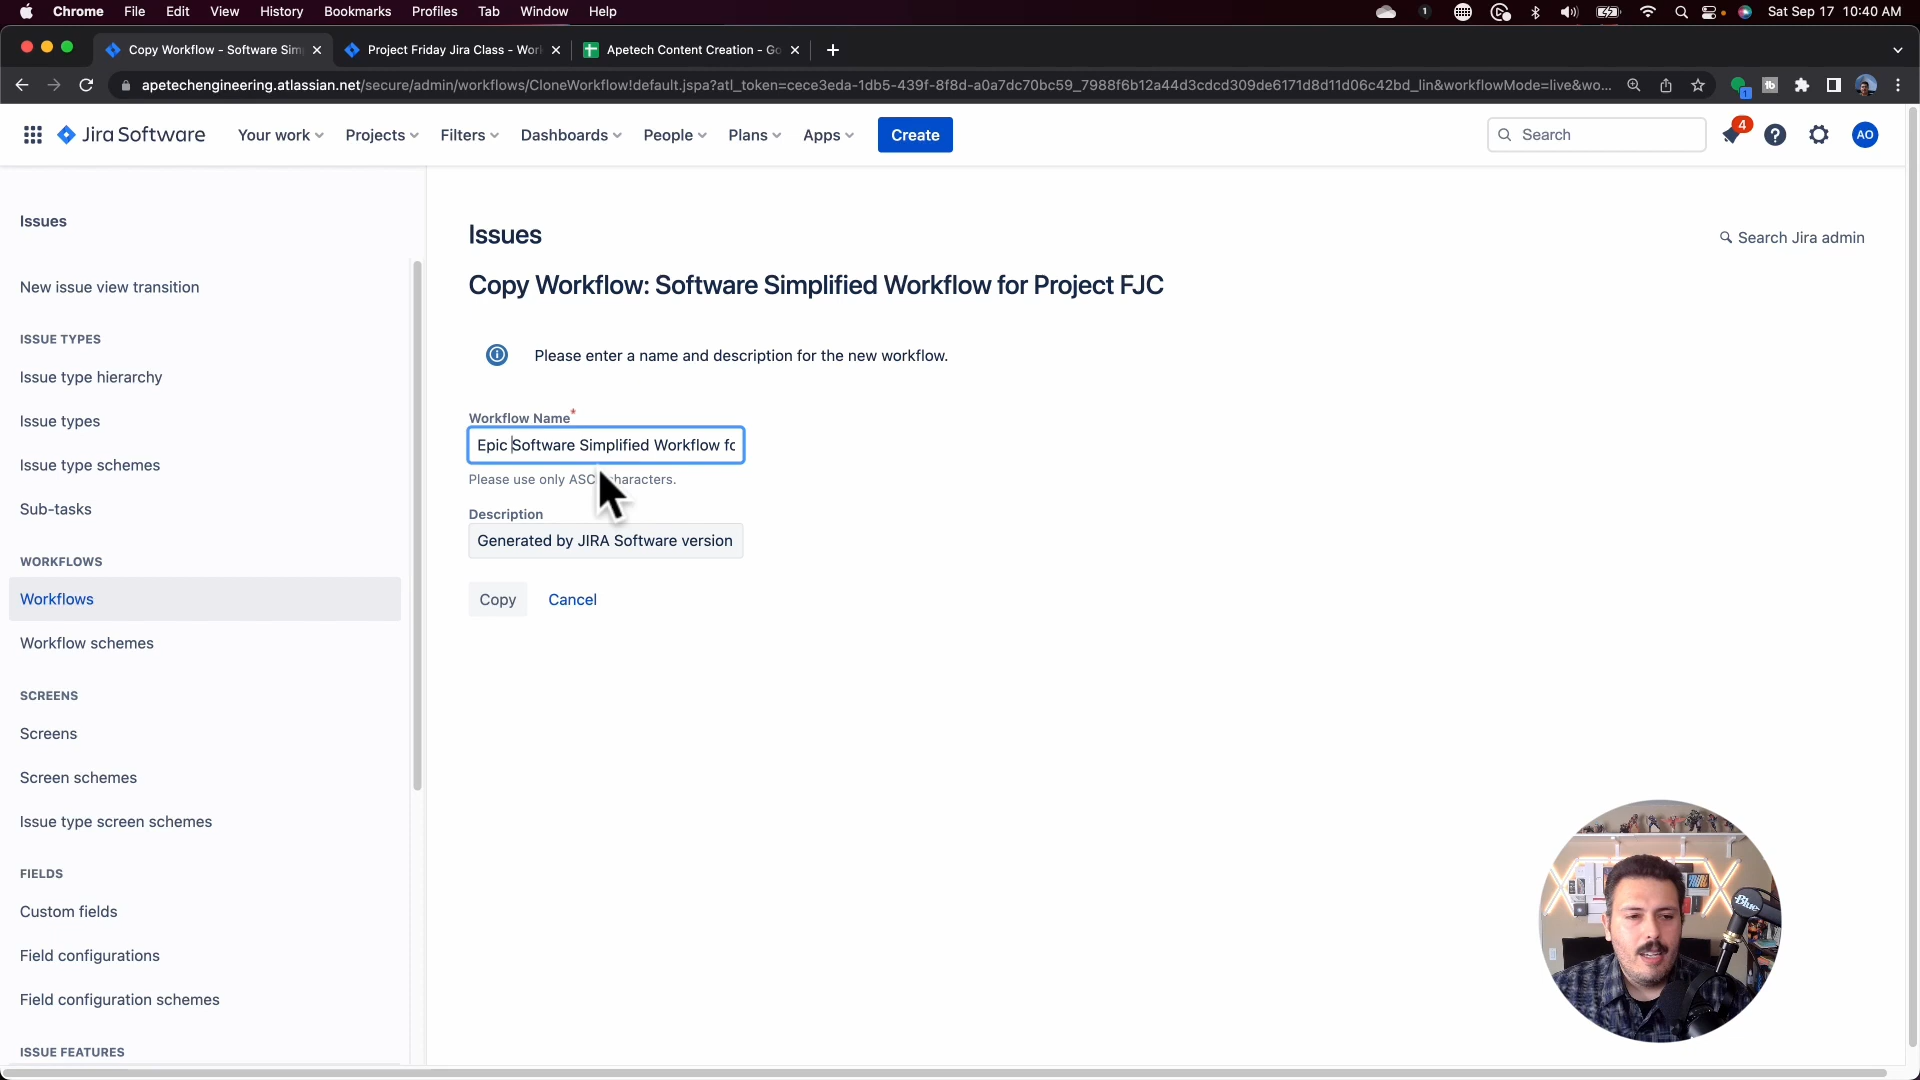 Chrome File Edit View History Bookmarks Profiles Tab Window Help
1 Sat Sep 17 10:40 AM
Copy Workflow - Software Sim
Project Friday Jira Class - Wor
Apetech Content Creation - Go
apetechengineering.atlassian.net/secure/admin/workflows/CloneWorkflow!default.jspa?atl_token=cece3eda-1db5-439f-8f8d-a0a7dc70bc59_7988f6b12a44d3cdcd309de6171d8d11d06c42bd_lin&workflowMode=live&wo...
Jira Software Your work Projects Filters Dashboards People Plans Apps Create Search 4 AO
Issues
New issue view transition
ISSUE TYPES
Issue type hierarchy
Issue types
Issue type schemes
Sub-tasks
WORKFLOWS
Workflows
Workflow schemes
SCREENS
Screens
Screen schemes
Issue type screen schemes
FIELDS
Custom fields
Field configurations
Field configuration schemes
ISSUE FEATURES
Issues
Search Jira admin
Copy Workflow: Software Simplified Workflow for Project FJC
Please enter a name and description for the new workflow.
Workflow Name*
Epic Software Simplified Workflow fo
Please use only ASC haracters.
Description
Generated by JIRA Software version
Copy Cancel
Blue